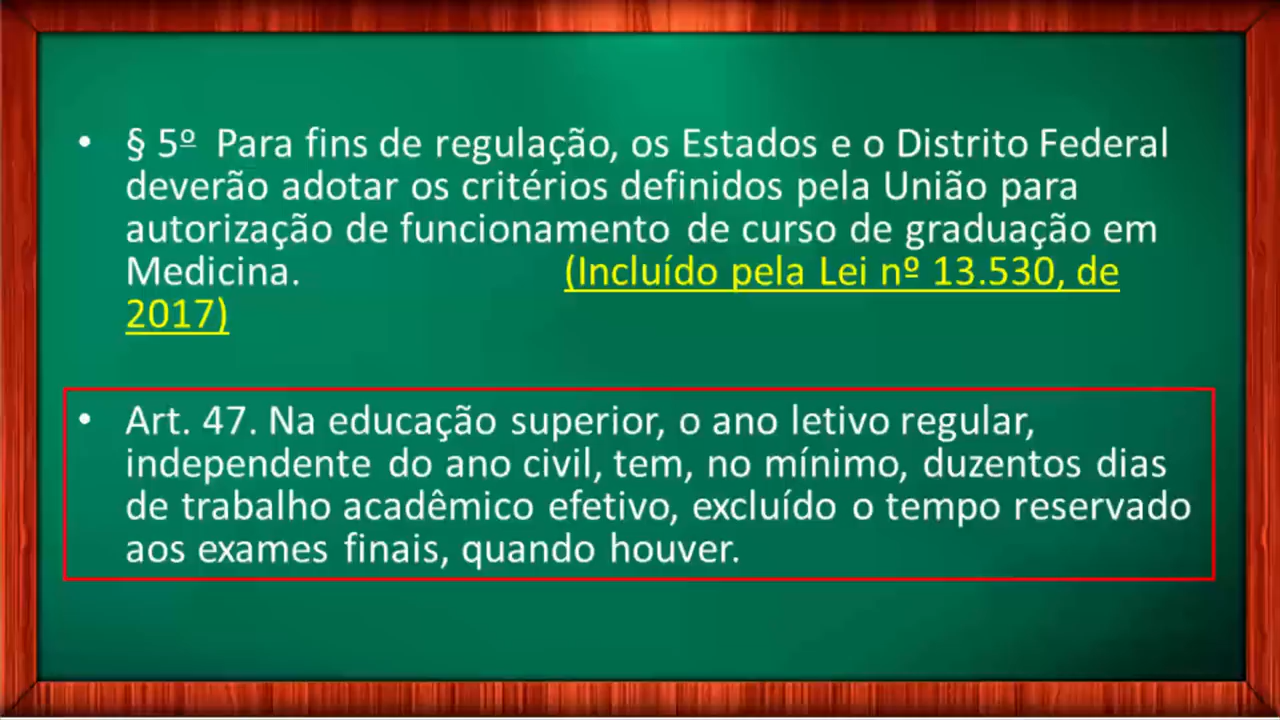 • § 5º Para fins de regulação, os Estados e o Distrito Federal
deverão adotar os critérios definidos pela União para
autorização de funcionamento de curso de graduação em
Medicina. (Incluído pela Lei nº 13.530, de
2017)
• Art. 47. Na educação superior, o ano letivo regular,
independente do ano civil, tem, no mínimo, duzentos dias
de trabalho acadêmico efetivo, excluído o tempo reservado
aos exames finais, quando houver.